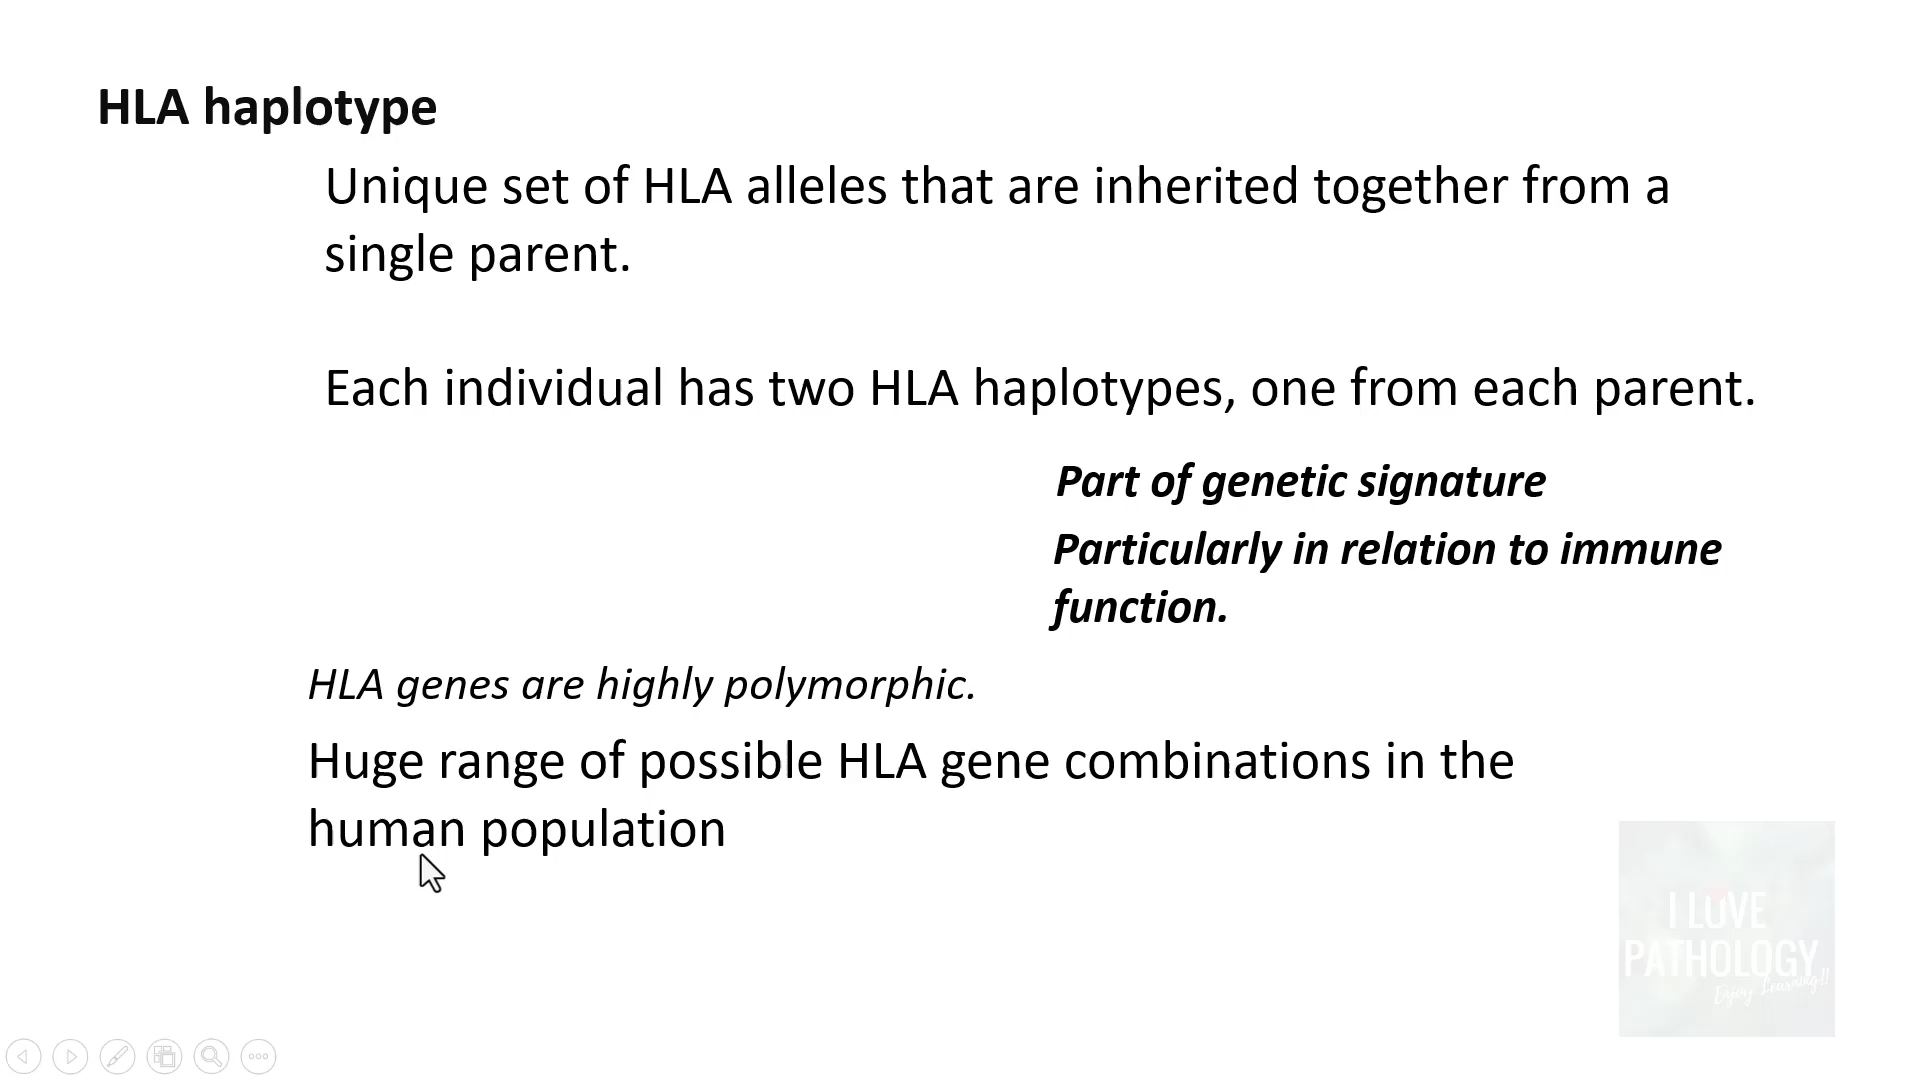 HLA haplotype
Unique set of HLA alleles that are inherited together from a
single parent.
Each individual has two HLA haplotypes, one from each parent.
Part of genetic signature
Particularly in relation to immune
function.
HLA genes are highly polymorphic.
Huge range of possible HLA gene combinations in the
human population
I LOVE
PATHOLOGY
Enjoy Learning!!